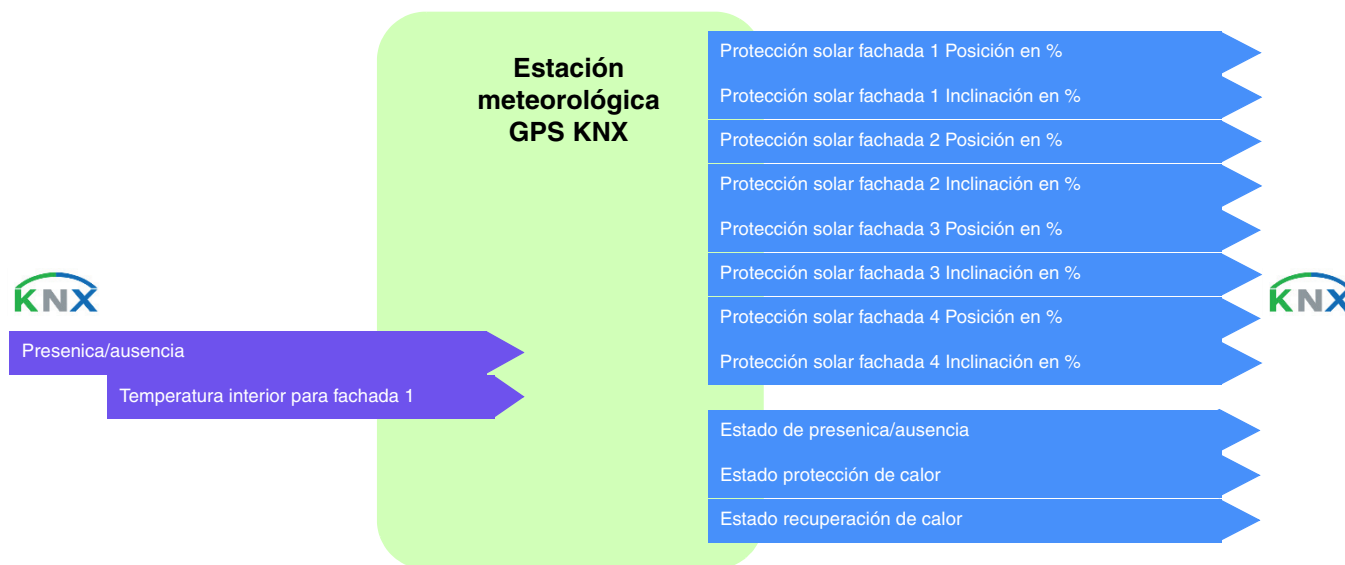 Estación
meteorológica
GPS KNX
Protección solar fachada 1 Posición en %
Protección solar fachada 1 Inclinación en %
Protección solar fachada 2 Posición en %
Protección solar fachada 2 Inclinación en %
Protección solar fachada 3 Posición en %
Protección solar fachada 3 Inclinación en %
Protección solar fachada 4 Posición en %
Protección solar fachada 4 Inclinación en %
KNX
KNX
Presenica/ausencia
Temperatura interior para fachada 1
Estado de presenica/ausencia
Estado protección de calor
Estado recuperación de calor